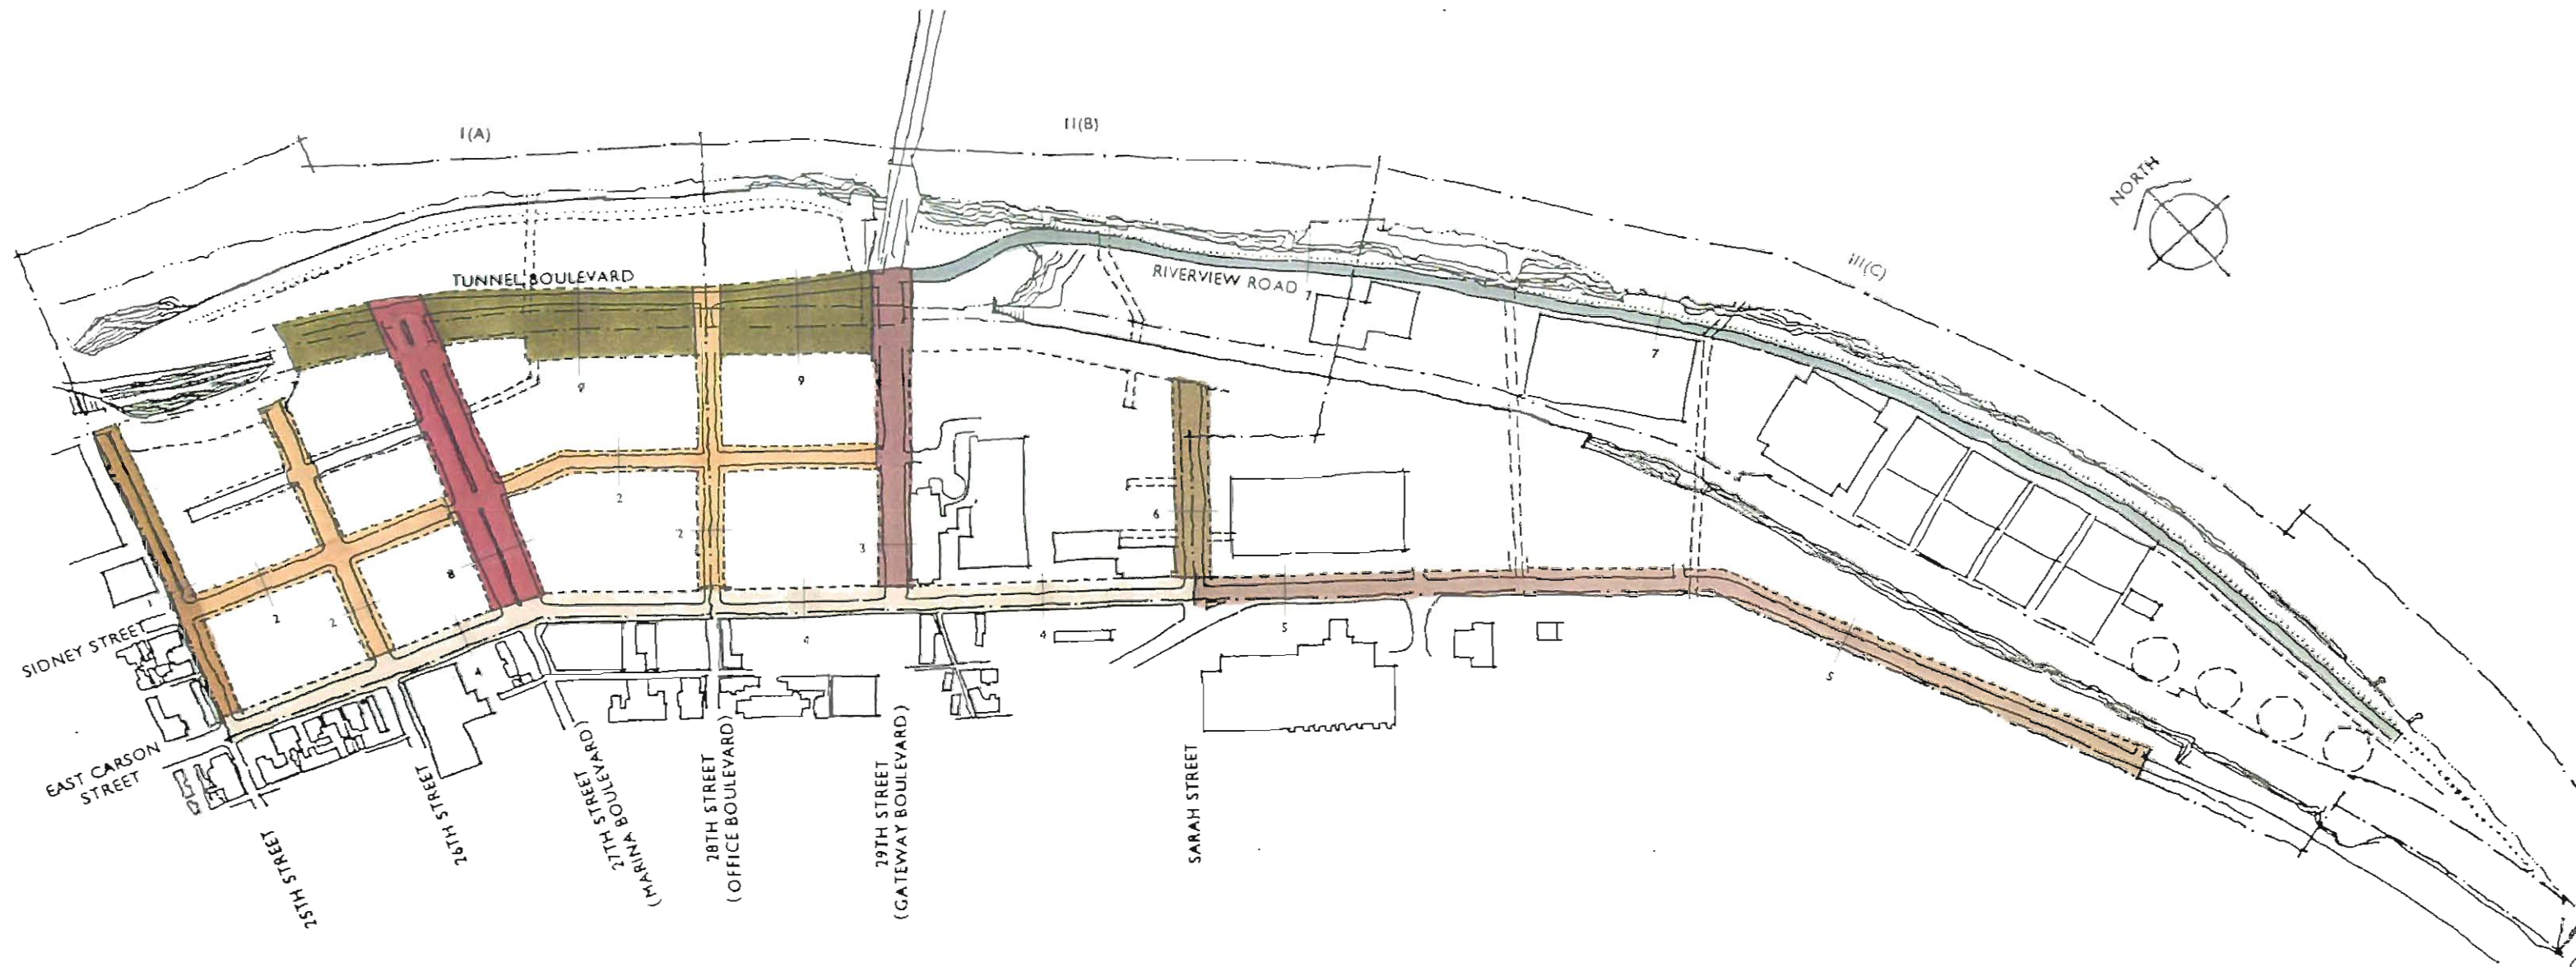 I(A)
II(B)
III(C)
NORTH
TUNNEL BOULEVARD
RIVERVIEW ROAD
7
7
9
9
2
2
2
2
3
6
8
4
4
4
5
5
SIDNEY STREET
EAST CARSON
STREET
25TH STREET
26TH STREET
27TH STREET
(MARINA BOULEVARD)
28TH STREET
(OFFICE BOULEVARD)
29TH STREET
(GATEWAY BOULEVARD)
SARAH STREET